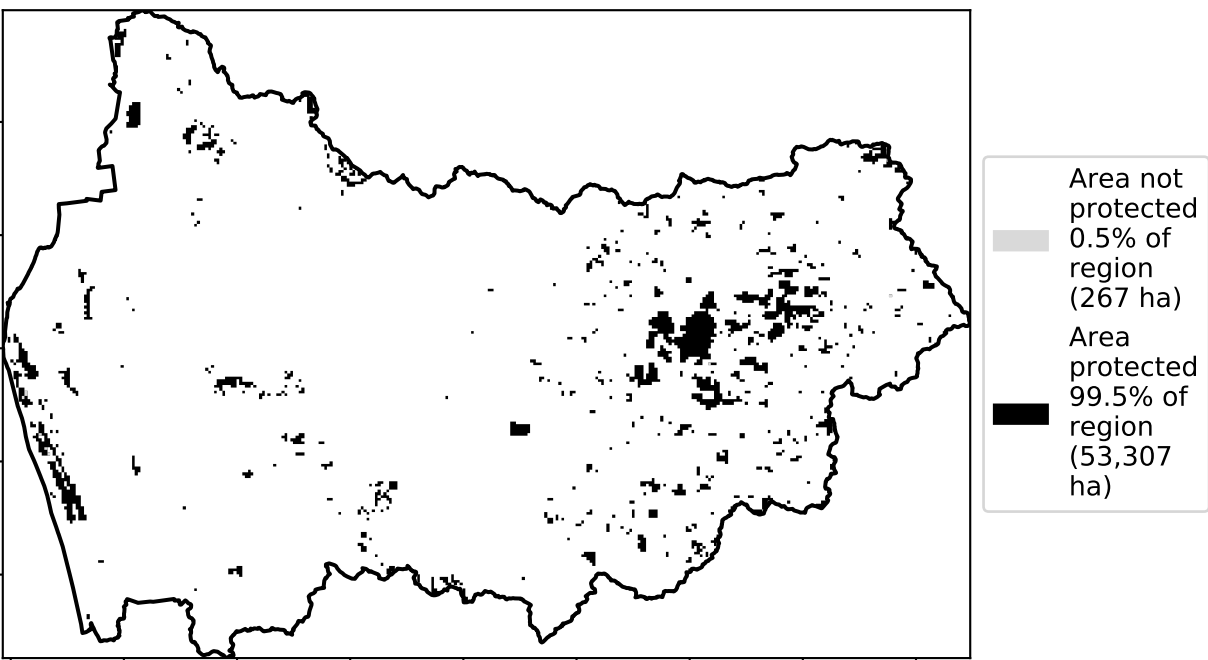 Area not
protected
0.5% of
region
(267 ha)
Area
protected
99.5% of
region
(53,307
ha)